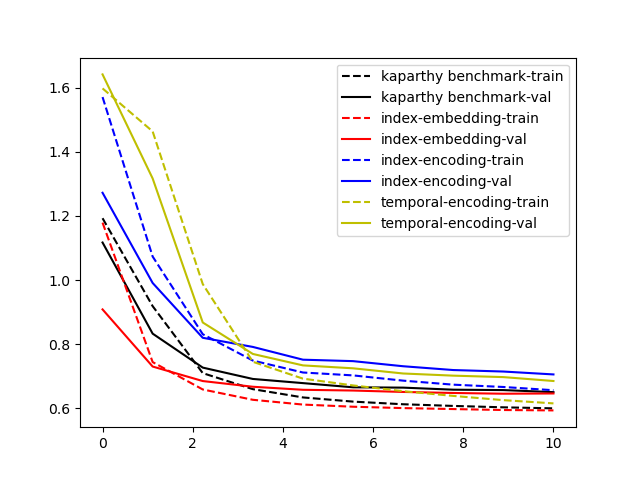 kaparthy benchmark-train
kaparthy benchmark-val
index-embedding-train
index-embedding-val
index-encoding-train
index-encoding-val
temporal-encoding-train
temporal-encoding-val
1.6
1.4
1.2
1.0
0.8
0.6
0 2 4 6 8 10